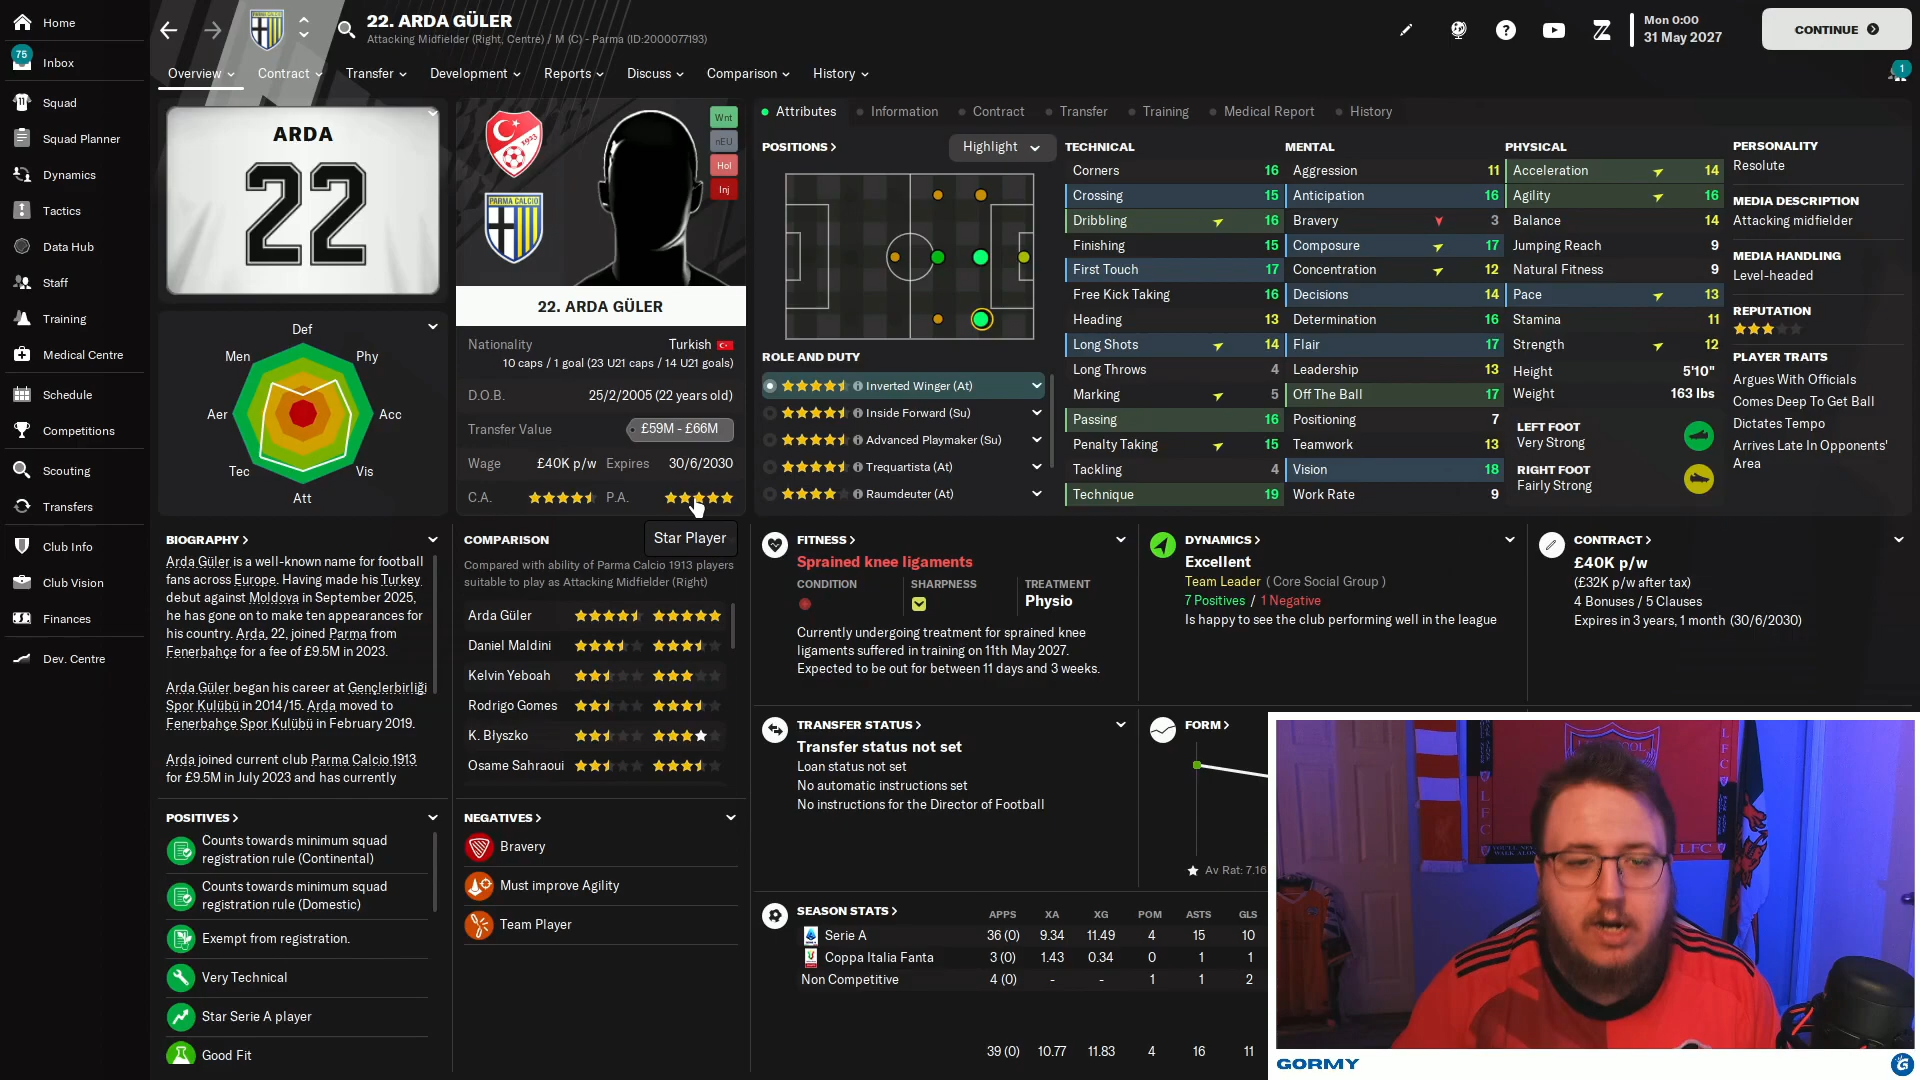 Home
75
Inbox
Squad
Squad Planner
Dynamics
Tactics
Data Hub
Staff
Training
Medical Centre
Schedule
Competitions
Scouting
Transfers
Club Info
Club Vision
Finances
Dev. Centre
22. ARDA GÜLER
Attacking Midfielder (Right, Centre) / M (C) - Parma (ID:2000077193)
Mon 0:00
31 May 2027
CONTINUE
1
Overview Contract Transfer Development Reports Discuss Comparison History
ARDA
22
Def
Phy
Acc
Vis
Att
Tec
Aer
Men
PARMA CALCIO
1913
1923
Wnt
nEU
Hol
Inj
22. ARDA GÜLER
Nationality Turkish
10 caps / 1 goal (23 U21 caps / 14 U21 goals)
D.O.B. 25/2/2005 (22 years old)
Transfer Value £59M - £66M
Wage £40K p/w Expires 30/6/2030
C.A. P.A.
Star Player
Attributes Information Contract Transfer Training Medical Report History
POSITIONS >
Highlight
ROLE AND DUTY
Inverted Winger (At)
Inside Forward (Su)
Advanced Playmaker (Su)
Trequartista (At)
Raumdeuter (At)
TECHNICAL
Corners 16
Crossing 15
Dribbling 16
Finishing 15
First Touch 17
Free Kick Taking 16
Heading 13
Long Shots 14
Long Throws 4
Marking 5
Passing 16
Penalty Taking 15
Tackling 4
Technique 19
MENTAL
Aggression 11
Anticipation 16
Bravery 3
Composure 17
Concentration 12
Decisions 14
Determination 16
Flair 17
Leadership 13
Off The Ball 17
Positioning 7
Teamwork 13
Vision 18
Work Rate 9
PHYSICAL
Acceleration 14
Agility 16
Balance 14
Jumping Reach 9
Natural Fitness 9
Pace 13
Stamina 11
Strength 12
Height 5'10"
Weight 163 lbs
LEFT FOOT
Very Strong
RIGHT FOOT
Fairly Strong
PERSONALITY
Resolute
MEDIA DESCRIPTION
Attacking midfielder
MEDIA HANDLING
Level-headed
REPUTATION
PLAYER TRAITS
Argues With Officials
Comes Deep To Get Ball
Dictates Tempo
Arrives Late In Opponents'
Area
BIOGRAPHY >
Arda Güler is a well-known name for football
fans across Europe. Having made his Turkey
debut against Moldova in September 2025,
he has gone on to make ten appearances for
his country. Arda, 22, joined Parma from
Fenerbahçe for a fee of £9.5M in 2023.
Arda Güler began his career at Gençlerbirliği
Spor Kulübü in 2014/15. Arda moved to
Fenerbahçe Spor Kulübü in February 2019.
Arda joined current club Parma Calcio 1913
for £9.5M in July 2023 and has currently
COMPARISON
Compared with ability of Parma Calcio 1913 players
suitable to play as Attacking Midfielder (Right)
Arda Güler
Daniel Maldini
Kelvin Yeboah
Rodrigo Gomes
K. Błyszko
Osame Sahraoui
FITNESS >
Sprained knee ligaments
CONDITION SHARPNESS TREATMENT
Physio
Currently undergoing treatment for sprained knee
ligaments suffered in training on 11th May 2027.
Expected to be out for between 11 days and 3 weeks.
DYNAMICS >
Excellent
Team Leader ( Core Social Group )
7 Positives / 1 Negative
Is happy to see the club performing well in the league
CONTRACT >
£40K p/w
(£32K p/w after tax)
4 Bonuses / 5 Clauses
Expires in 3 years, 1 month (30/6/2030)
TRANSFER STATUS >
Transfer status not set
Loan status not set
No automatic instructions set
No instructions for the Director of Football
FORM >
Av Rat: 7.16
POSITIVES >
Counts towards minimum squad
registration rule (Continental)
Counts towards minimum squad
registration rule (Domestic)
Exempt from registration.
Very Technical
Star Serie A player
Good Fit
NEGATIVES >
Bravery
Must improve Agility
Team Player
SEASON STATS > APPS XA XG POM ASTS GLS
Serie A 36 (0) 9.34 11.49 4 15 10
Coppa Italia Fanta 3 (0) 1.43 0.34 0 1 1
Non Competitive 4 (0) - - 1 1 2
39 (0) 10.77 11.83 4 16 11
LFC
GORMY